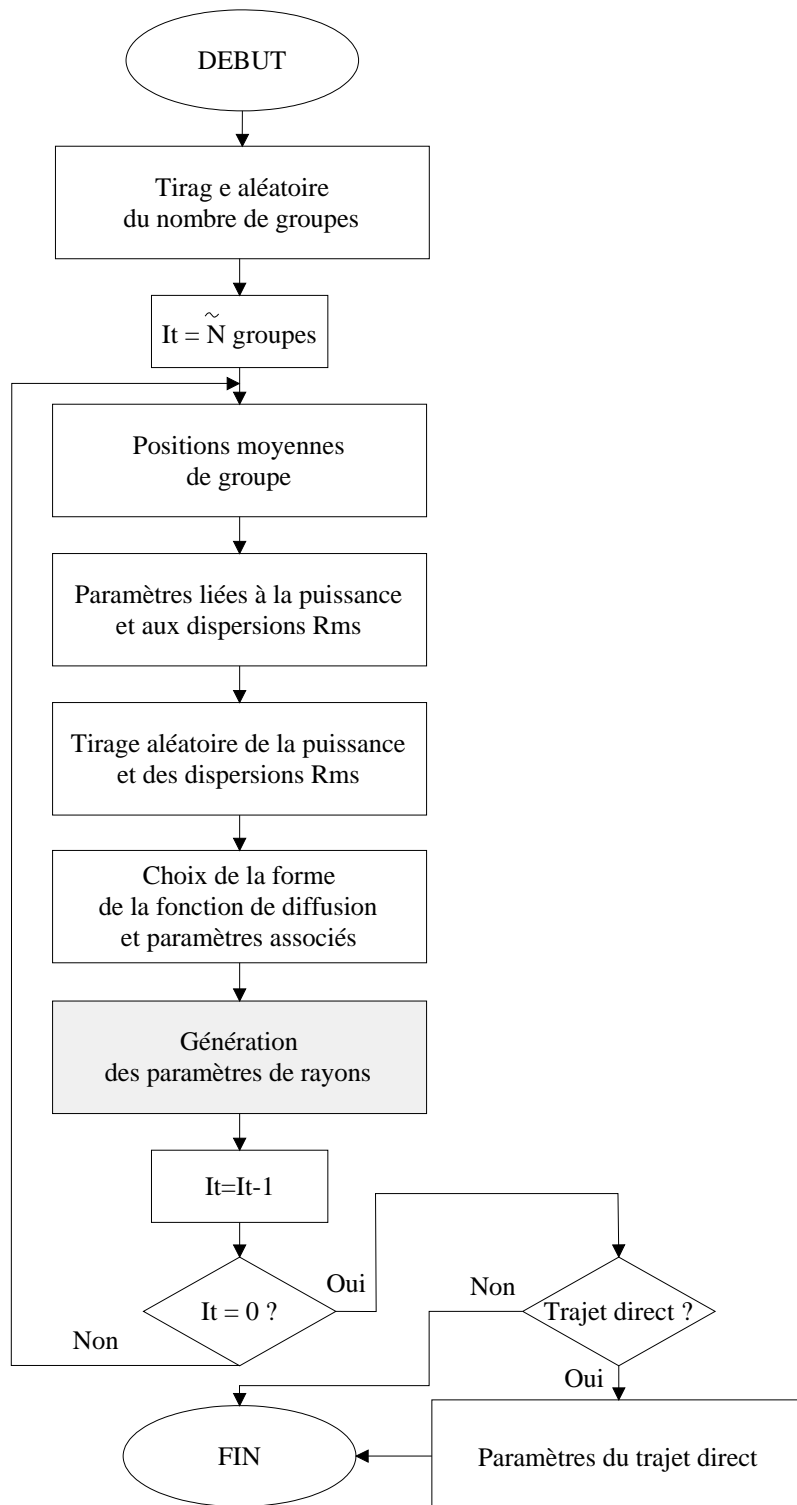 DEBUT
Tirag e aléatoire
du nombre de groupes
It = Ñ groupes
Positions moyennes
de groupe
Paramètres liées à la puissance
et aux dispersions Rms
Tirage aléatoire de la puissance
et des dispersions Rms
Choix de la forme
de la fonction de diffusion
et paramètres associés
Génération
des paramètres de rayons
It=It-1
It = 0 ?
Oui
Non
Non
Trajet direct ?
Oui
FIN
Paramètres du trajet direct